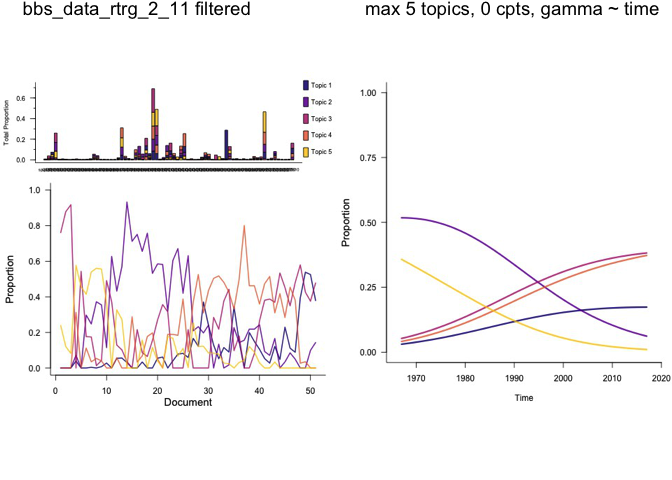 bbs_data_rtrg_2_11 filtered
max 5 topics, 0 cpts, gamma ~ time
Total Proportion
0.6
0.4
0.2
0.0
Topic 1
Topic 2
Topic 3
Topic 4
Topic 5
Proportion
1.0
0.8
0.6
0.4
0.2
0.0
0 10 20 30 40 50
Document
Proportion
1.00
0.75
0.50
0.25
0.00
1970 1980 1990 2000 2010 2020
Time